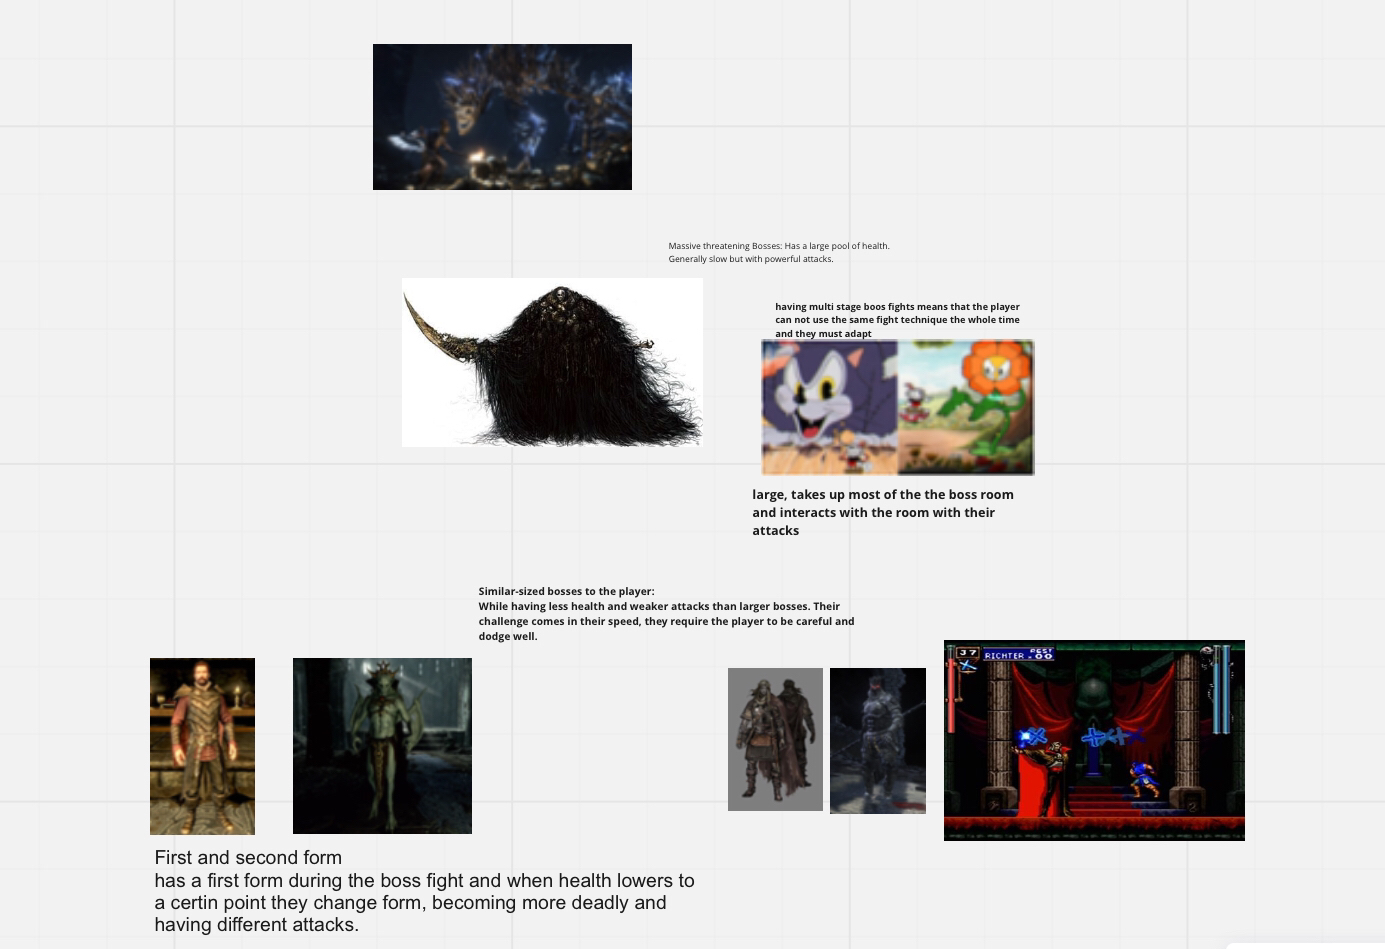 Massive threatening Bosses: Has a large pool of health.
Generally slow but with powerful attacks.
having multi stage boos fights means that the player
can not use the same fight technique the whole time
and they must adapt
large, takes up most of the the boss room
and interacts with the room with their
attacks
Similar-sized bosses to the player:
While having less health and weaker attacks than larger bosses. Their
challenge comes in their speed, they require the player to be careful and
dodge well.
37
RICHTER
REST
00
First and second form
has a first form during the boss fight and when health lowers to
a certin point they change form, becoming more deadly and
having different attacks.